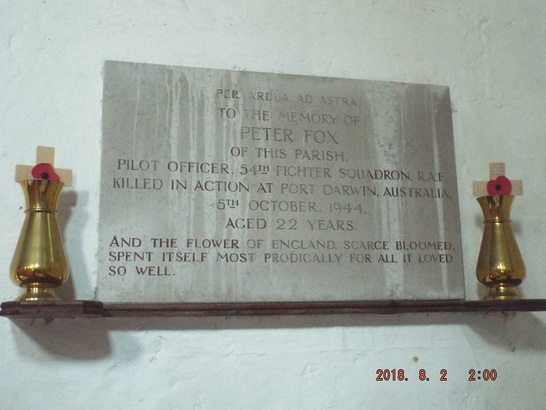 PER ARDUA AD ASTRA.
TO THE MEMORY OF
PETER FOX
OF THIS PARISH.
PILOT OFFICER, 54TH FIGHTER SQUADRON, R.A.F.
KILLED IN ACTION AT PORT DARWIN, AUSTRALIA,
5TH OCTOBER, 1944.
AGED 22 YEARS.
AND THE FLOWER OF ENGLAND, SCARCE BLOOMED,
SPENT ITSELF MOST PRODIGALLY FOR ALL IT LOVED
SO WELL.
2018. 8. 2 2:00